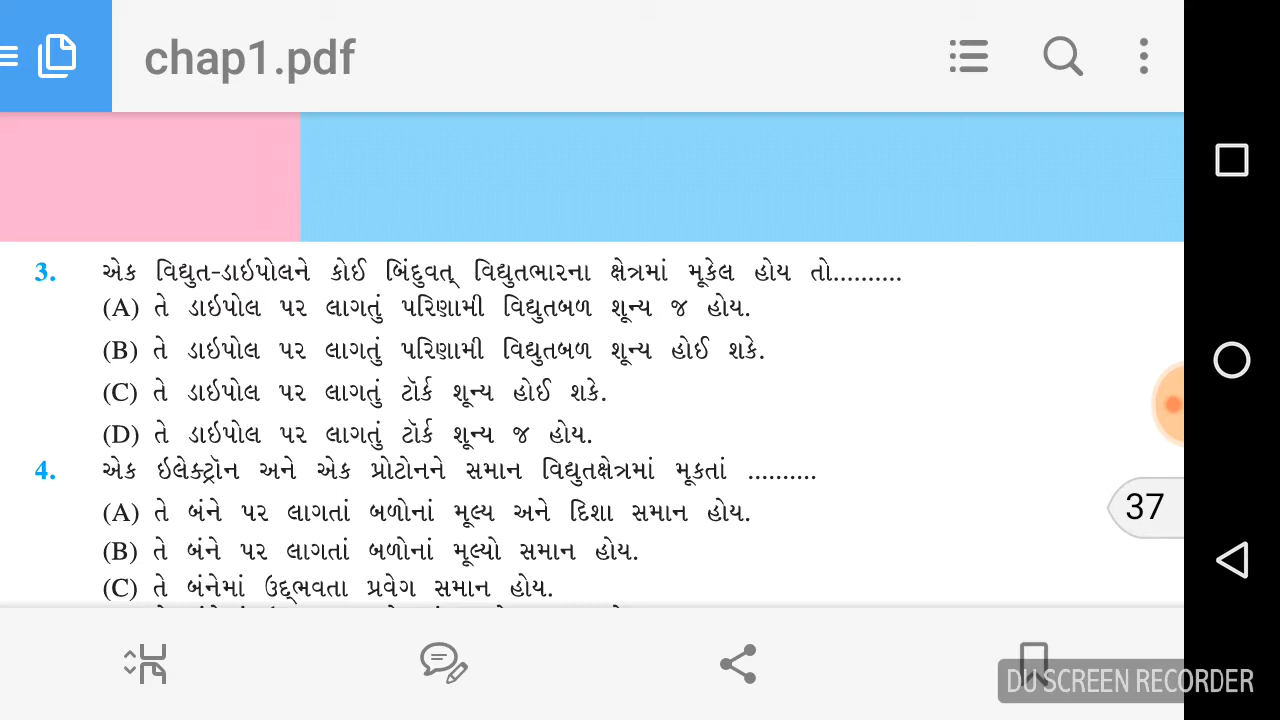 chap1.pdf
3. એક વિદ્યુત-ડાઇપોલને કોઈ બિંદુવત્ વિદ્યુતભારના ક્ષેત્રમાં મૂકેલ હોય તો..........
(A) તે ડાઇપોલ પર લાગતું પરિણામી વિદ્યુતબળ શૂન્ય જ હોય.
(B) તે ડાઇપોલ પર લાગતું પરિણામી વિદ્યુતબળ શૂન્ય હોઈ શકે.
(C) તે ડાઇપોલ પર લાગતું ટૉર્ક શૂન્ય હોઈ શકે.
(D) તે ડાઇપોલ પર લાગતું ટૉર્ક શૂન્ય જ હોય.
4. એક ઇલેક્ટ્રૉન અને એક પ્રોટોનને સમાન વિદ્યુતક્ષેત્રમાં મૂકતાં ..........
(A) તે બંને પર લાગતાં બળોનાં મૂલ્ય અને દિશા સમાન હોય.
37
(B) તે બંને પર લાગતાં બળોનાં મૂલ્યો સમાન હોય.
(C) તે બંનેમાં ઉદ્ભવતા પ્રવેગ સમાન હોય.
DU SCREEN RECORDER